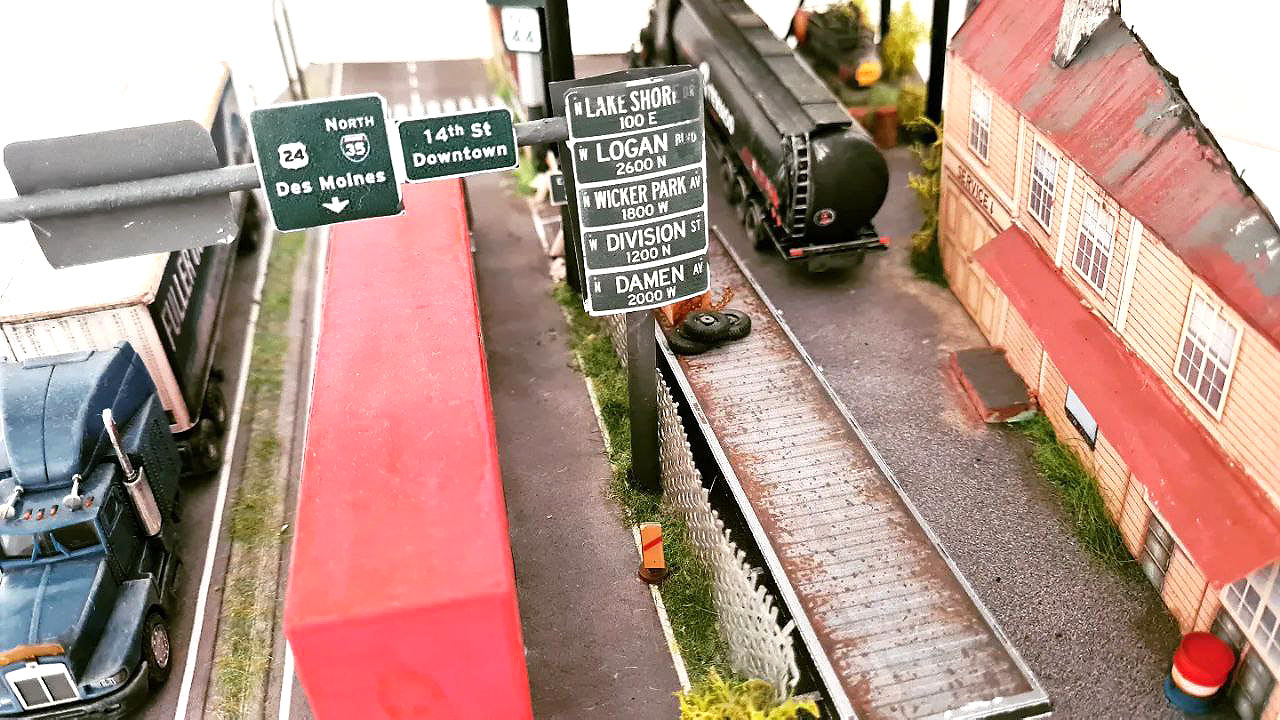 NORTH
24 35
Des Moines
14th St
Downtown
N LAKE SHORE DR
100 E
W LOGAN BLVD
2600 N
N WICKER PARK AV
1800 W
W DIVISION ST
1200 N
N DAMEN AV
2000 W
SERVICE